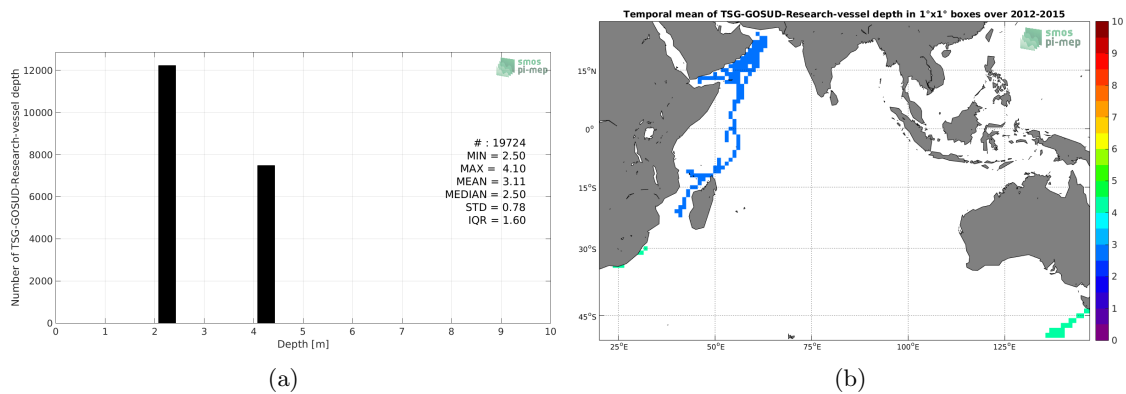 smos
pi-mep
Number of TSG-GOSUD-Research-vessel depth
12000
10000
8000
6000
4000
2000
0
# : 19724
MIN = 2.50
MAX = 4.10
MEAN = 3.11
MEDIAN = 2.50
STD = 0.78
IQR = 1.60
0 1 2 3 4 5 6 7 8 9 10
Depth [m]
(a)
Temporal mean of TSG-GOSUD-Research-vessel depth in 1°x1° boxes over 2012-2015
smos
pi-mep
15°N
0°
15°S
30°S
45°S
25°E 50°E 75°E 100°E 125°E
10
9
8
7
6
5
4
3
2
1
0
(b)